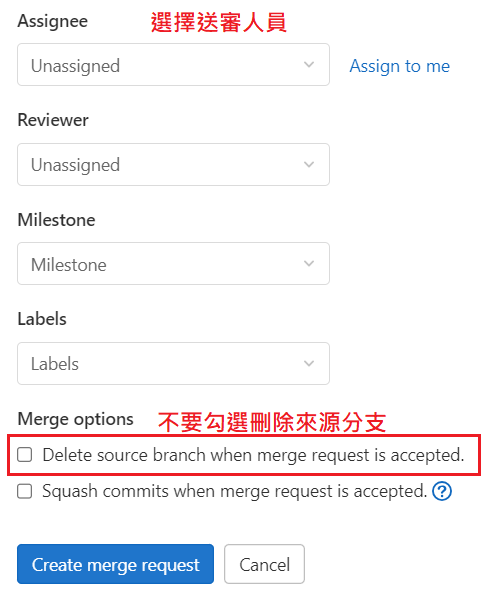 Assignee 選擇送審人員
Unassigned Assign to me
Reviewer
Unassigned
Milestone
Milestone
Labels
Labels
Merge options 不要勾選刪除來源分支
Delete source branch when merge request is accepted.
Squash commits when merge request is accepted. ?
Create merge request Cancel